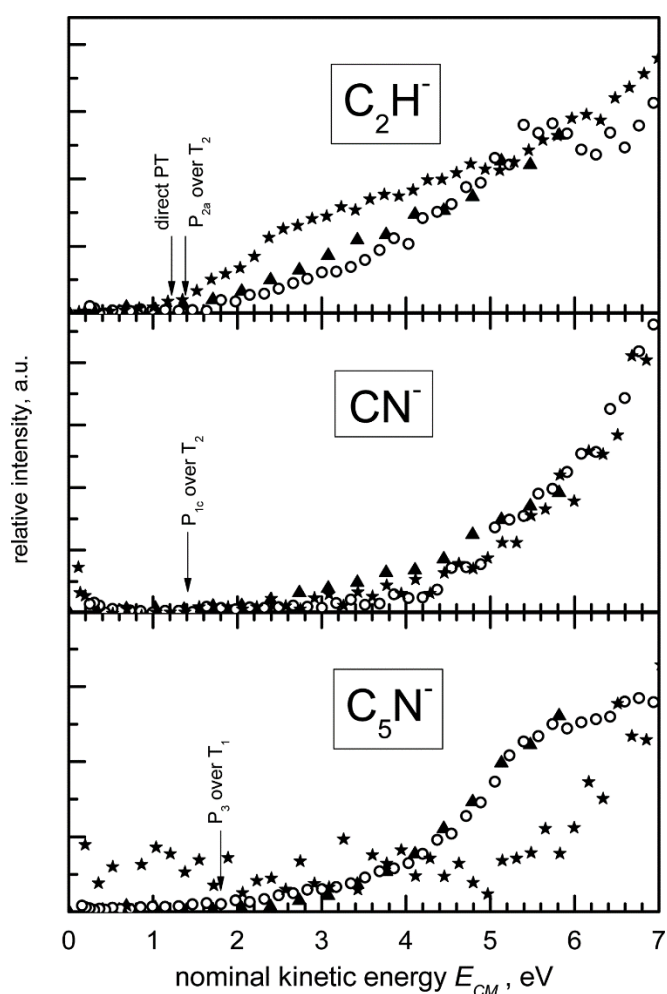 C₂H⁻
direct PT
P₂ₐ over T₂
CN⁻
P₁c over T₂
C₅N⁻
P₃ over T₁
relative intensity, a.u.
0 1 2 3 4 5 6 7
nominal kinetic energy E_CM , eV